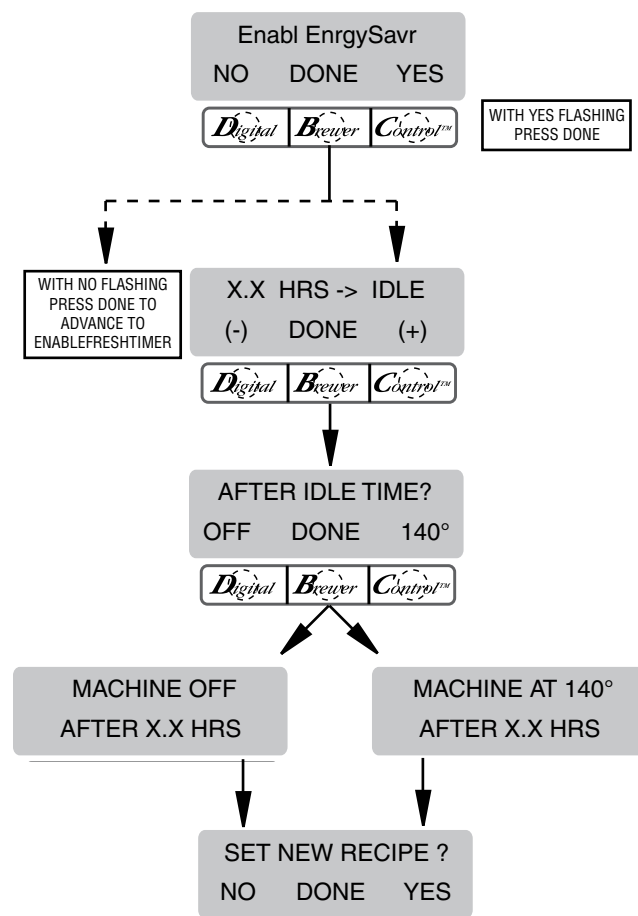 Enabl EnrgySavr
NO DONE YES
Digital Brewer Control™
WITH YES FLASHING
PRESS DONE
WITH NO FLASHING
PRESS DONE TO
ADVANCE TO
ENABLEFRESHTIMER
X.X HRS -> IDLE
(-) DONE (+)
Digital Brewer Control™
AFTER IDLE TIME?
OFF DONE 140°
Digital Brewer Control™
MACHINE OFF
AFTER X.X HRS
MACHINE AT 140°
AFTER X.X HRS
SET NEW RECIPE ?
NO DONE YES